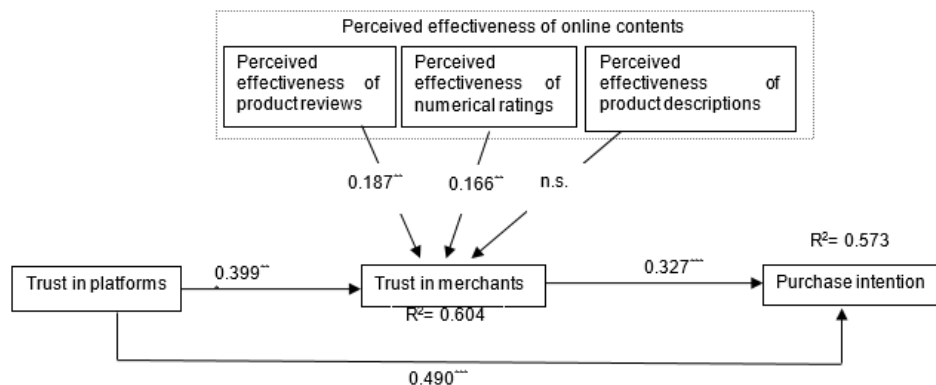 Perceived effectiveness of online contents
Perceived
effectiveness of
product reviews
Perceived
effectiveness of
numerical ratings
Perceived
effectiveness of
product descriptions
0.187***
0.166**
n.s.
R²= 0.573
Trust in platforms
0.399***
Trust in merchants
0.327***
Purchase intention
R²= 0.604
0.490***